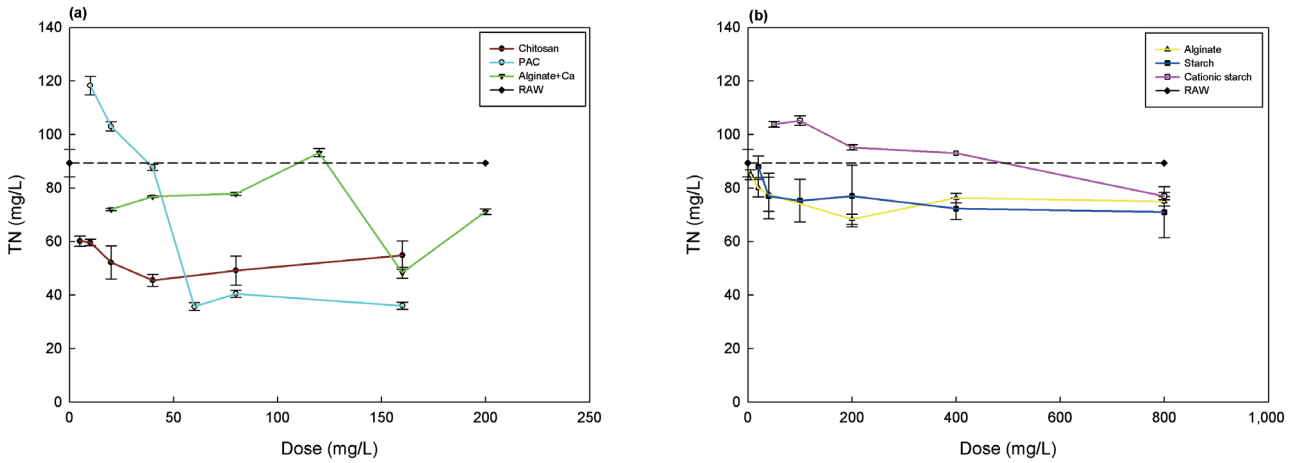 (a)
140
120
100
80
60
40
20
0
TN (mg/L)
0 50 100 150 200 250
Dose (mg/L)
Chitosan
PAC
Alginate+Ca
RAW
(b)
140
120
100
80
60
40
20
0
TN (mg/L)
0 200 400 600 800 1,000
Dose (mg/L)
Alginate
Starch
Cationic starch
RAW